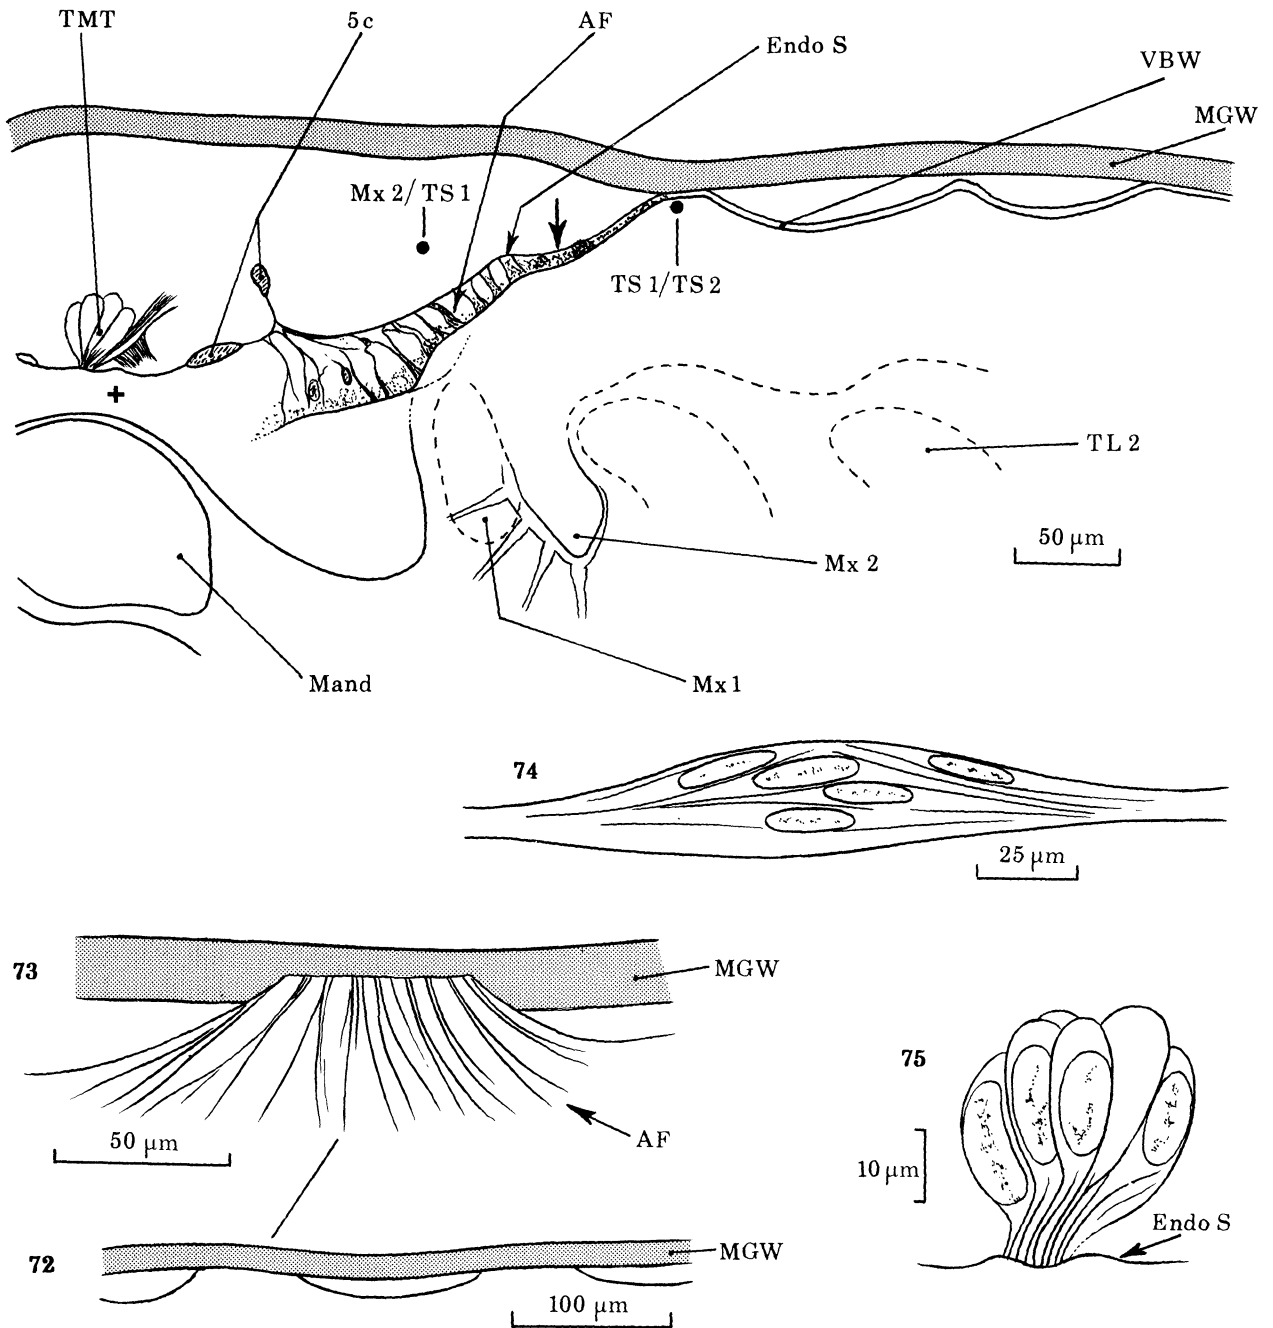 TMT
5c
AF
Endo S
VBW
MGW
Mx 2/TS 1
TS 1/TS 2
+
TL 2
50 µm
Mx 2
Mand
Mx 1
74
25 µm
73
MGW
75
50 µm
AF
10 µm
Endo S
72
MGW
100 µm